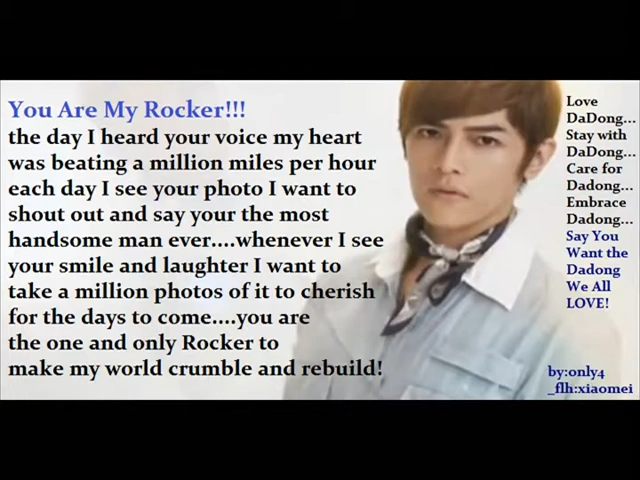 You Are My Rocker!!!
the day I heard your voice my heart
was beating a million miles per hour
each day I see your photo I want to
shout out and say your the most
handsome man ever....whenever I see
your smile and laughter I want to
take a million photos of it to cherish
for the days to come....you are
the one and only Rocker to
make my world crumble and rebuild!
Love
DaDong...
Stay with
DaDong...
Care for
Dadong...
Embrace
Dadong...
Say You
Want the
Dadong
We All
LOVE!
by:only4
_flh:xiaomei